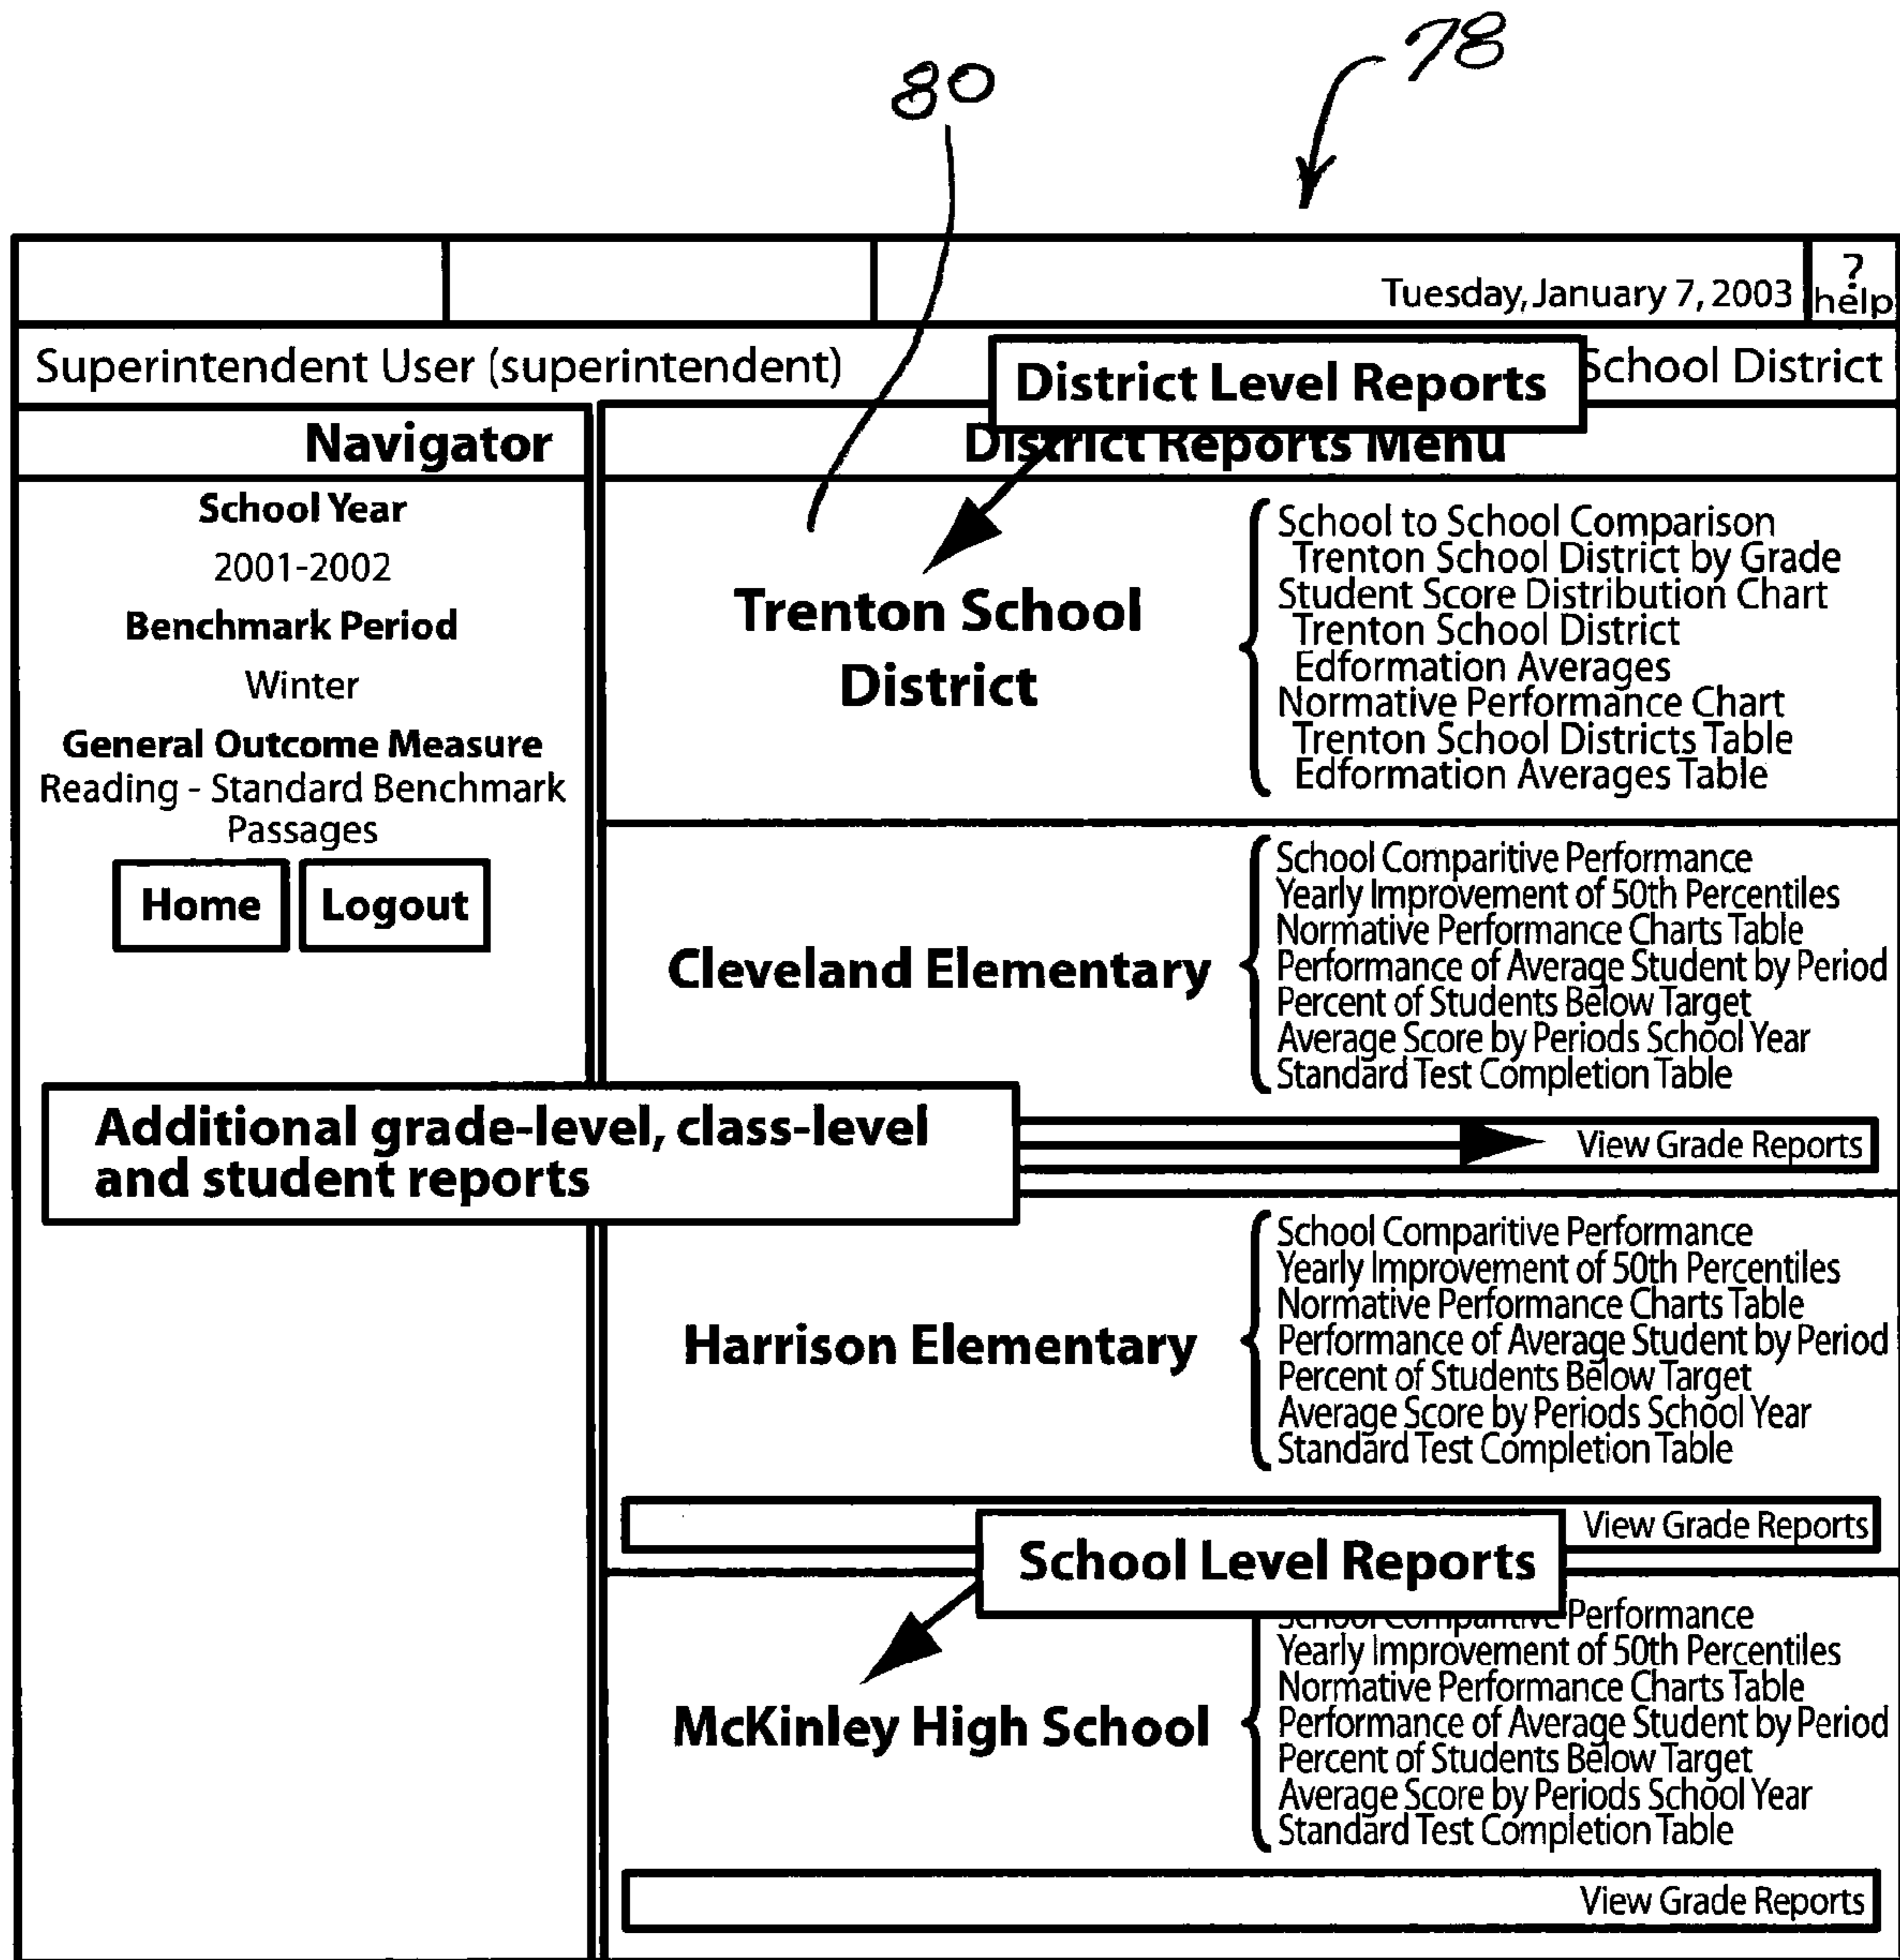 78
80
Tuesday, January 7, 2003
?
help
Superintendent User (superintendent)
District Level Reports
School District
Navigator
District Reports Menu
School Year
2001-2002
Benchmark Period
Winter
General Outcome Measure
Reading - Standard Benchmark
Passages
Home
Logout
Trenton School
District
School to School Comparison
Trenton School District by Grade
Student Score Distribution Chart
Trenton School District
Edformation Averages
Normative Performance Chart
Trenton School Districts Table
Edformation Averages Table
Cleveland Elementary
School Comparitive Performance
Yearly Improvement of 50th Percentiles
Normative Performance Charts Table
Performance of Average Student by Period
Percent of Students Below Target
Average Score by Periods School Year
Standard Test Completion Table
Additional grade-level, class-level
and student reports
View Grade Reports
Harrison Elementary
School Comparitive Performance
Yearly Improvement of 50th Percentiles
Normative Performance Charts Table
Performance of Average Student by Period
Percent of Students Below Target
Average Score by Periods School Year
Standard Test Completion Table
View Grade Reports
School Level Reports
McKinley High School
School Comparitive Performance
Yearly Improvement of 50th Percentiles
Normative Performance Charts Table
Performance of Average Student by Period
Percent of Students Below Target
Average Score by Periods School Year
Standard Test Completion Table
View Grade Reports